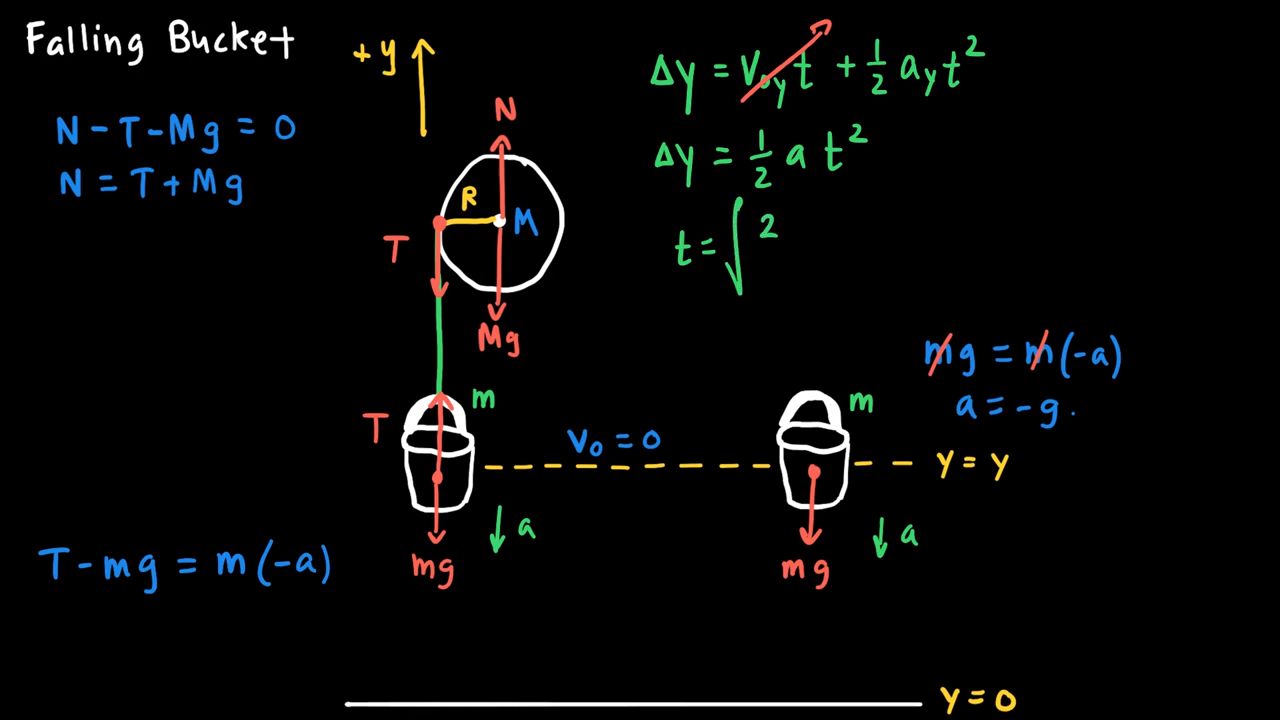 Falling Bucket
N - T - Mg = 0
N = T + Mg
+y
N
R
M
T
Mg
Δy = V₀y t + 1/2 ay t²
Δy = 1/2 a t²
t = √ 2
mg = m(-a)
a = -g.
m
T
V₀ = 0
m
y = y
a
a
T - mg = m(-a)
mg
mg
y = 0